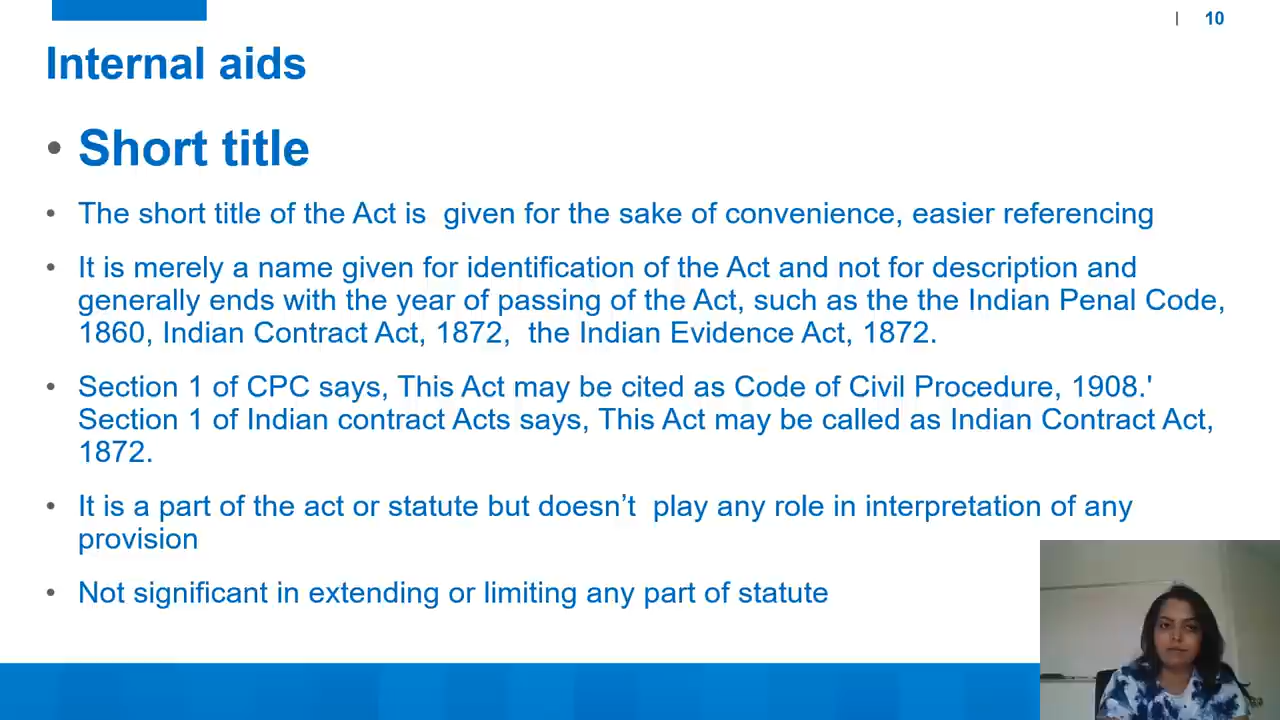 | 10
Internal aids
• Short title
• The short title of the Act is given for the sake of convenience, easier referencing
• It is merely a name given for identification of the Act and not for description and
generally ends with the year of passing of the Act, such as the the Indian Penal Code,
1860, Indian Contract Act, 1872, the Indian Evidence Act, 1872.
• Section 1 of CPC says, This Act may be cited as Code of Civil Procedure, 1908.'
Section 1 of Indian contract Acts says, This Act may be called as Indian Contract Act,
1872.
• It is a part of the act or statute but doesn’t play any role in interpretation of any
provision
• Not significant in extending or limiting any part of statute